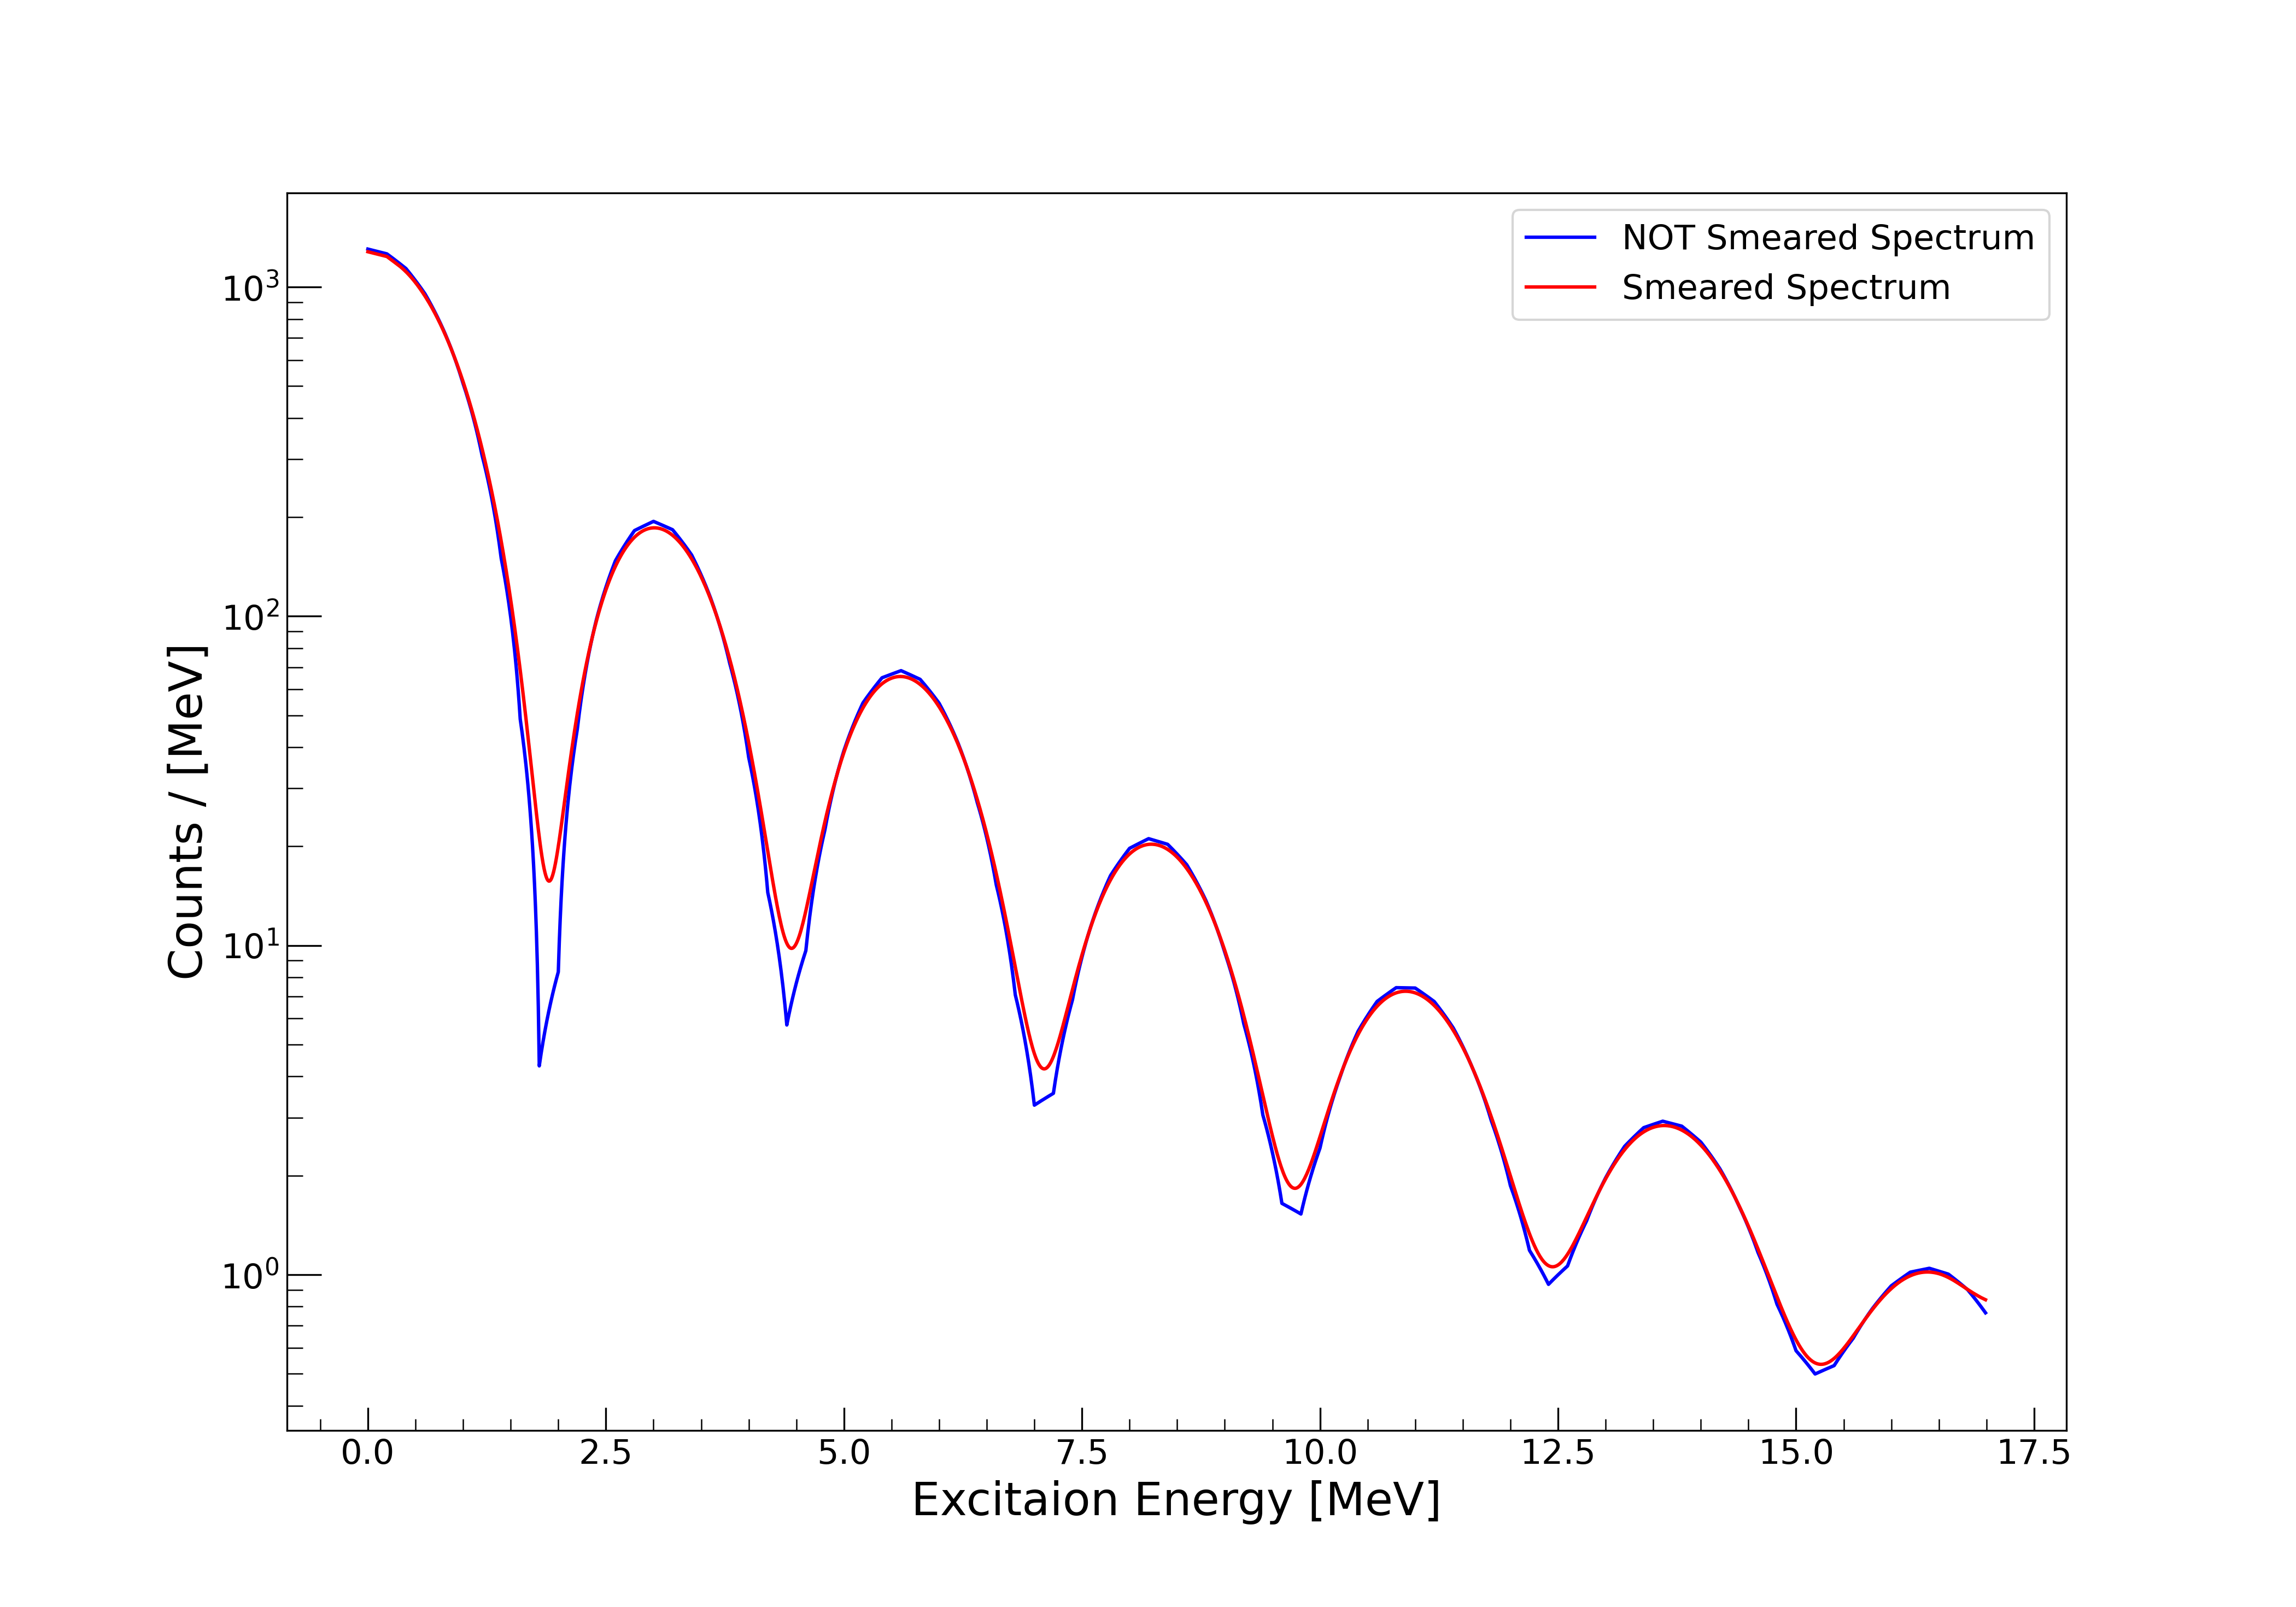 NOT Smeared Spectrum
Smeared Spectrum
10³
10²
10¹
10⁰
Counts / [MeV]
0.0 2.5 5.0 7.5 10.0 12.5 15.0 17.5
Excitaion Energy [MeV]